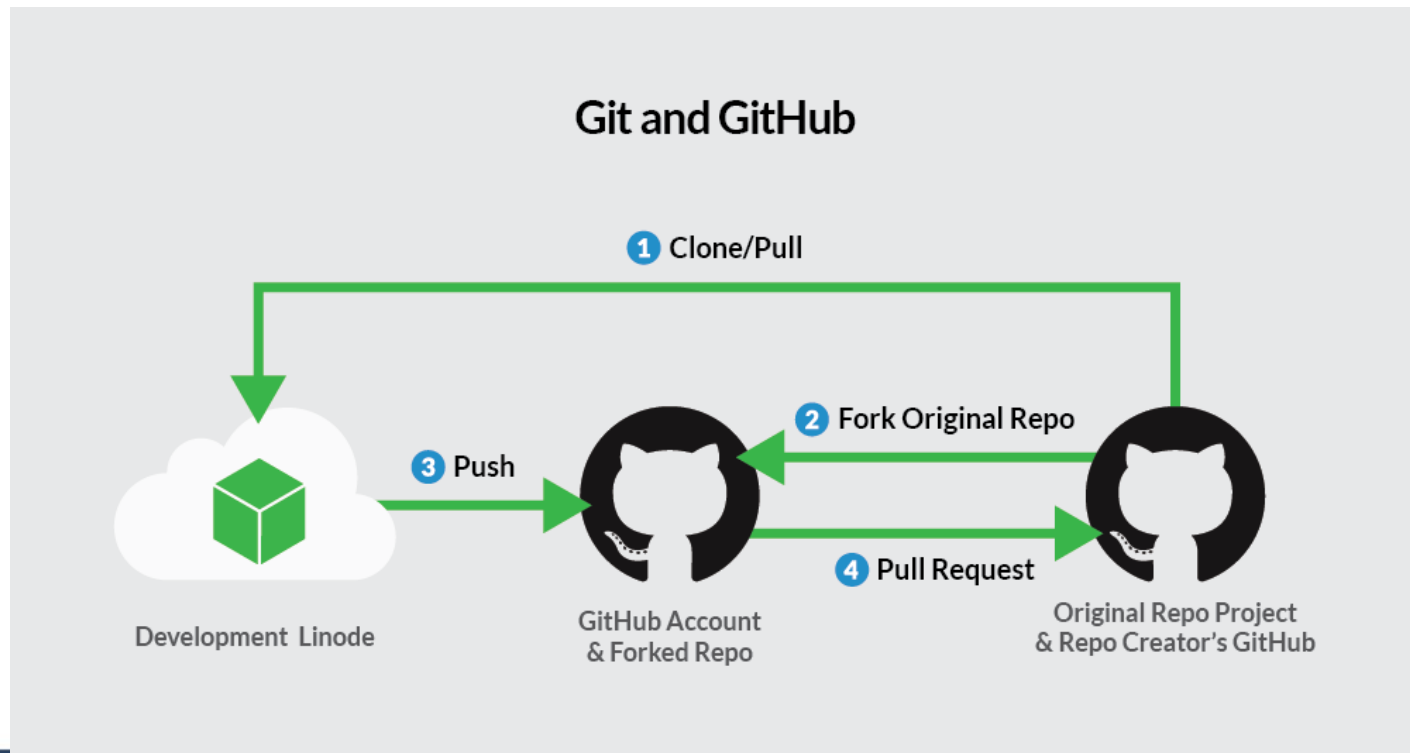 Git and GitHub
1 Clone/Pull
2 Fork Original Repo
3 Push
4 Pull Request
Development Linode
GitHub Account
& Forked Repo
Original Repo Project
& Repo Creator's GitHub